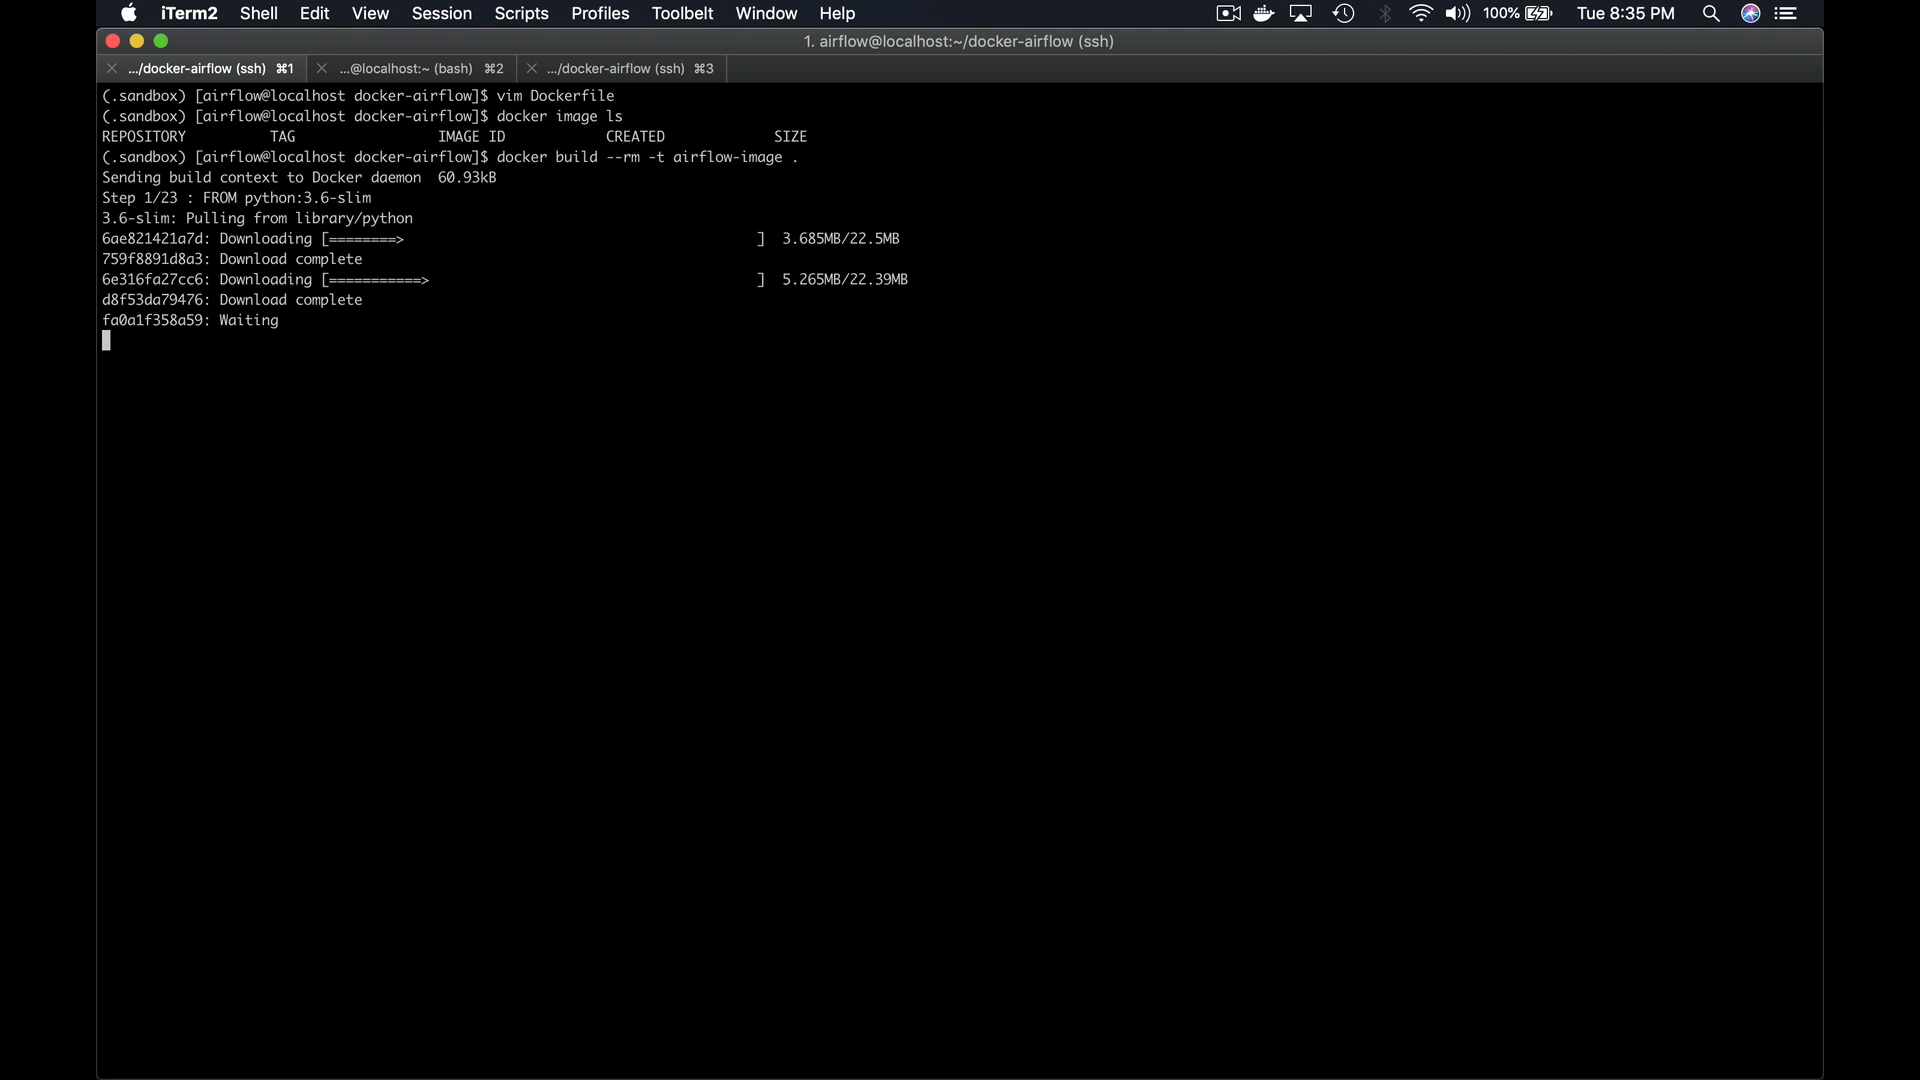 iTerm2 Shell Edit View Session Scripts Profiles Toolbelt Window Help 100% Tue 8:35 PM
1. airflow@localhost:~/docker-airflow (ssh)
.../docker-airflow (ssh) ⌘1 ...@localhost:~ (bash) ⌘2 .../docker-airflow (ssh) ⌘3
(.sandbox) [airflow@localhost docker-airflow]$ vim Dockerfile
(.sandbox) [airflow@localhost docker-airflow]$ docker image ls
REPOSITORY          TAG                 IMAGE ID            CREATED             SIZE
(.sandbox) [airflow@localhost docker-airflow]$ docker build --rm -t airflow-image .
Sending build context to Docker daemon  60.93kB
Step 1/23 : FROM python:3.6-slim
3.6-slim: Pulling from library/python
6ae821421a7d: Downloading [========>                                          ]  3.685MB/22.5MB
759f8891d8a3: Download complete
6e316fa27cc6: Downloading [===========>                                       ]  5.265MB/22.39MB
d8f53da79476: Download complete
fa0a1f358a59: Waiting